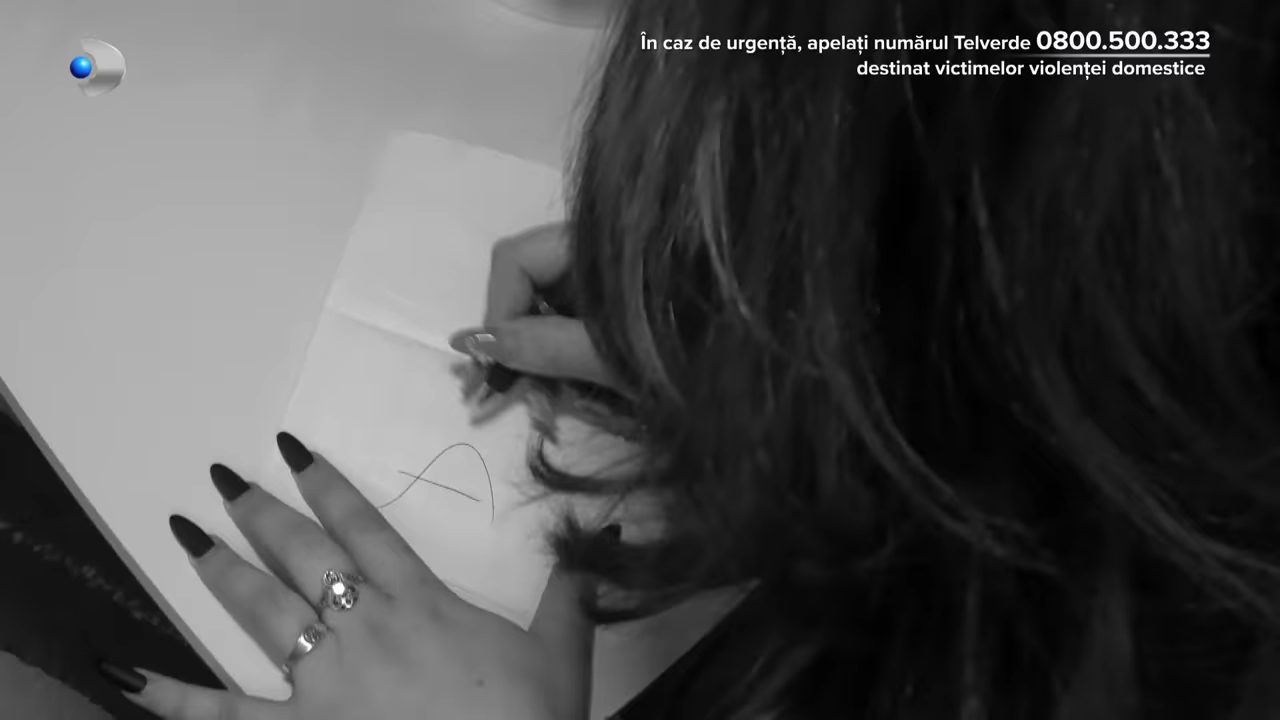 În caz de urgență, apelați numărul Telverde 0800.500.333
destinat victimelor violenței domestice